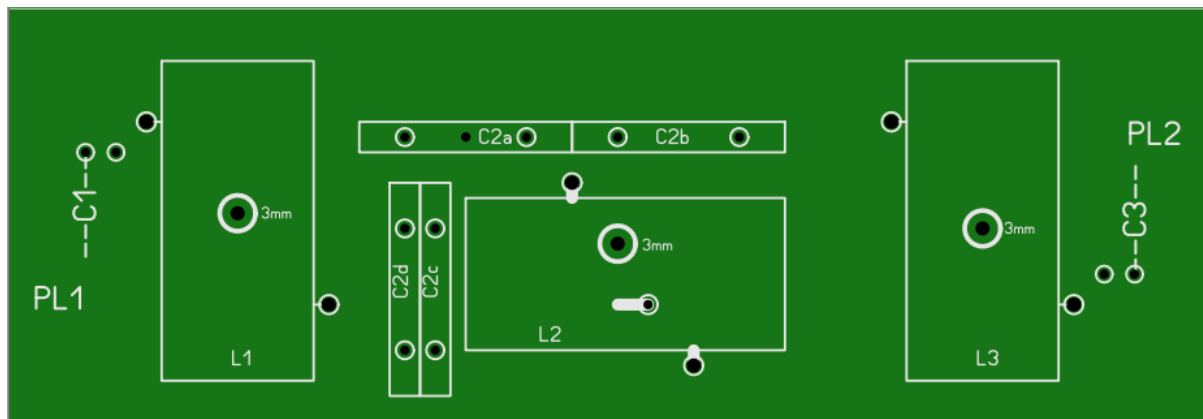 C2a
C2b
PL2
--C1--
3mm
3mm
3mm
--C3--
C2d
C2c
PL1
L1
L2
L3